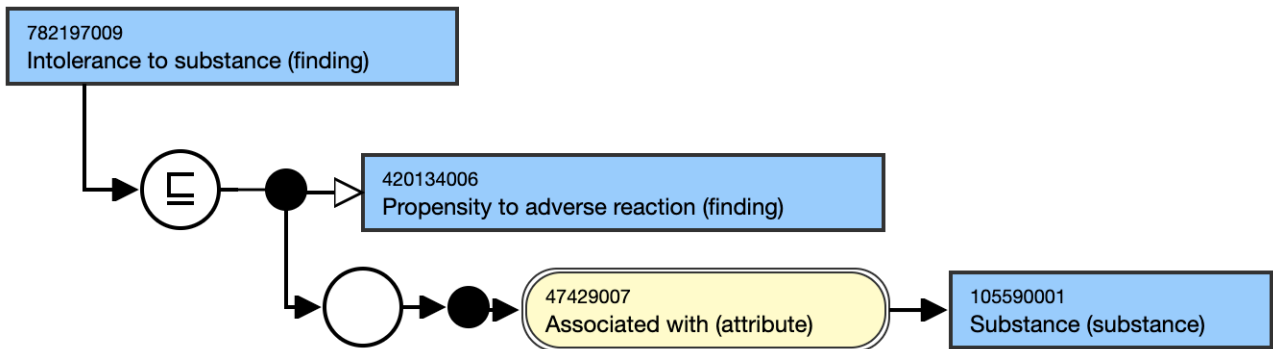 782197009
Intolerance to substance (finding)
⊑
420134006
Propensity to adverse reaction (finding)
47429007
Associated with (attribute)
105590001
Substance (substance)